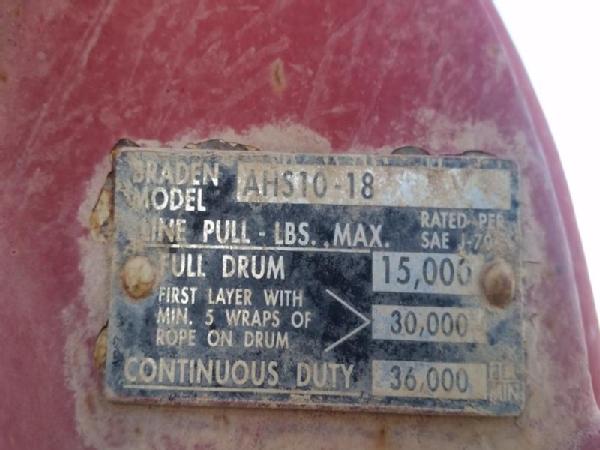 BRADEN
MODEL AHS10-18
LINE PULL - LBS., MAX. RATED PER
SAE
FULL DRUM 15,000
FIRST LAYER WITH
MIN. 5 WRAPS OF 30,000
ROPE ON DRUM
CONTINUOUS DUTY 36,000